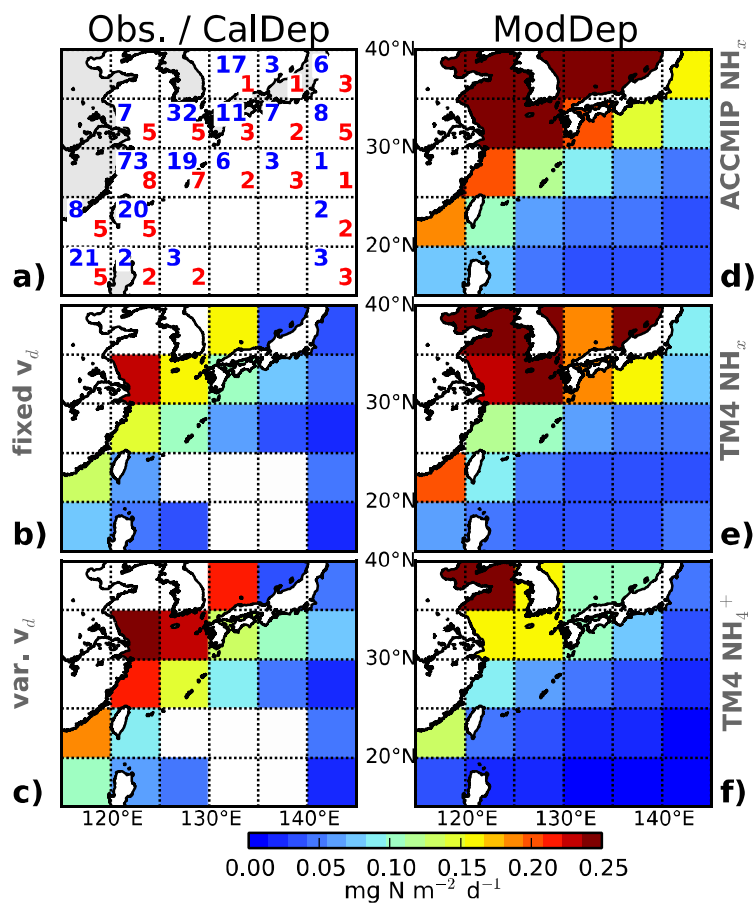 Obs. / CalDep
ModDep
40°N
17 3 6
1 1 3
7 32 11 7 8
5 5 3 2 5
30°N
73 19 6 3 1
8 7 2 3 1
8 20 2
5 5 2
20°N
21 2 3 3
5 2 2 3
a)
d)
ACCMIP NHₓ
40°N
fixed v_d
30°N
20°N
b)
e)
TM4 NHₓ
40°N
var. v_d
30°N
20°N
c)
f)
TM4 NH₄⁺
120°E 130°E 140°E
120°E 130°E 140°E
0.00 0.05 0.10 0.15 0.20 0.25
mg N m⁻² d⁻¹